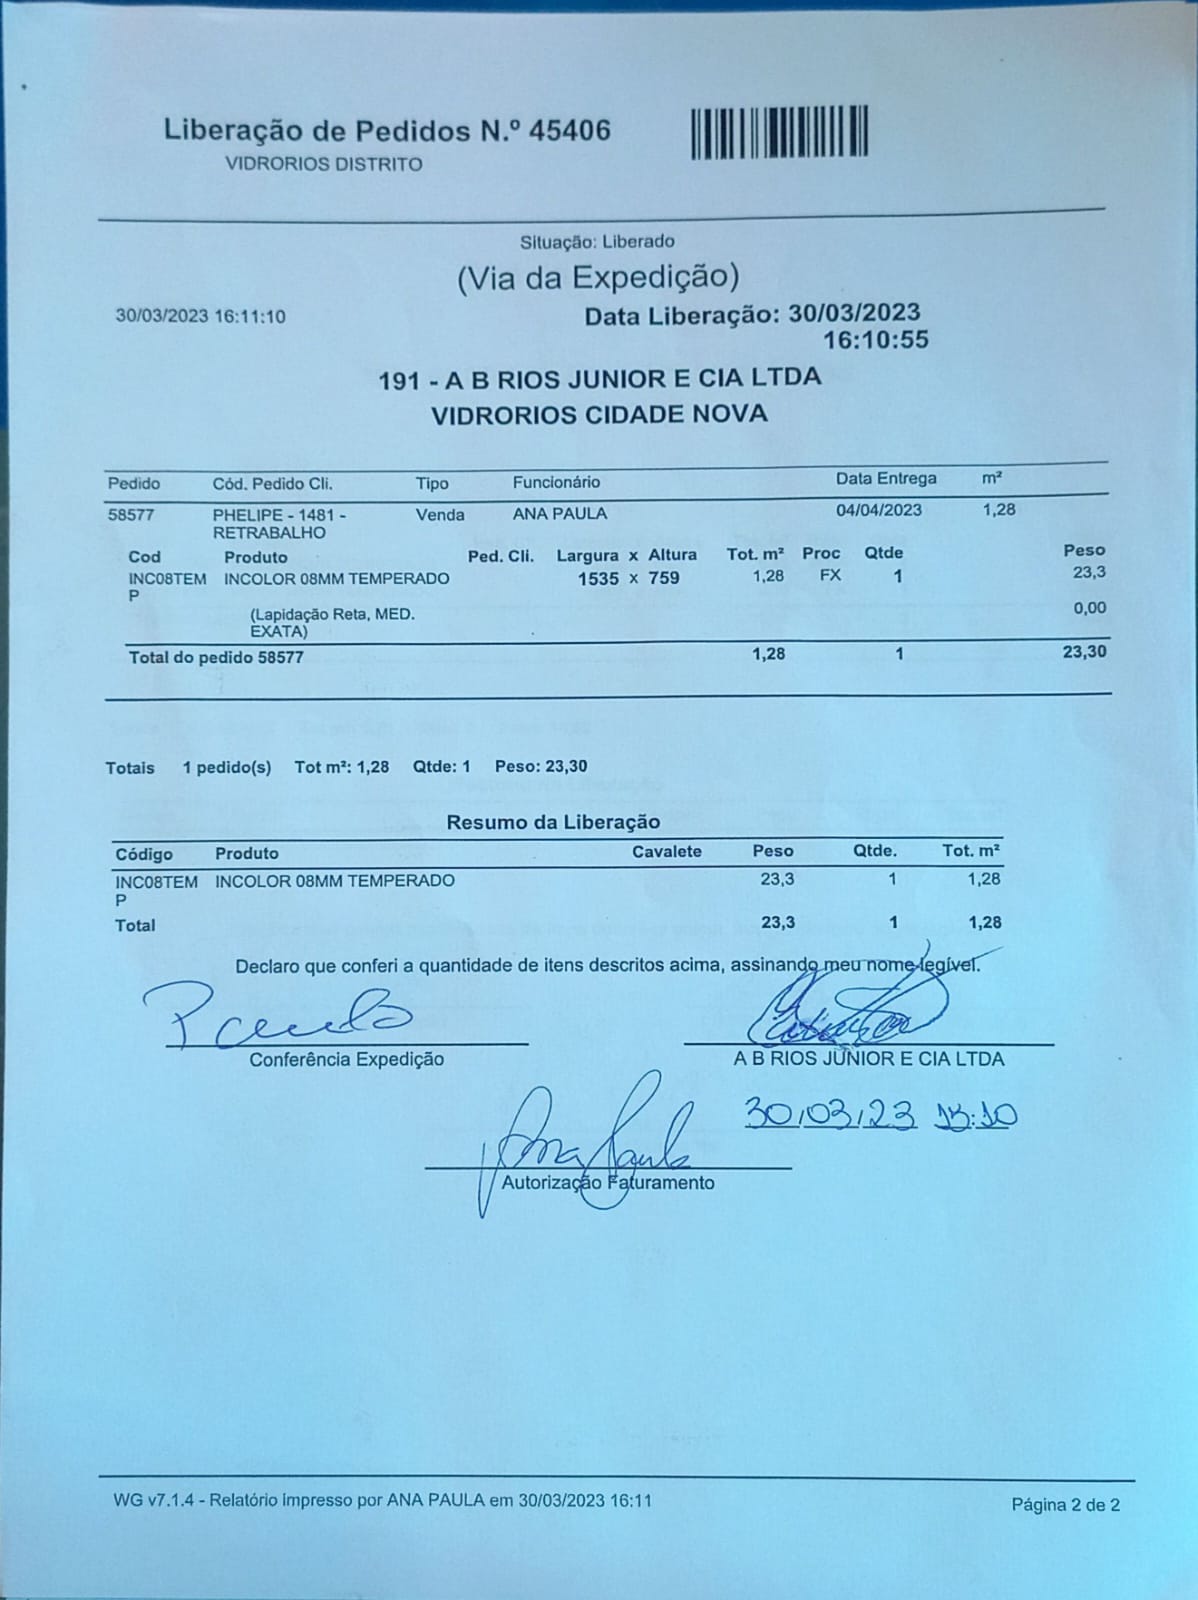 Liberação de Pedidos N.º 45406
VIDRORIOS DISTRITO
Situação: Liberado
(Via da Expedição)
30/03/2023 16:11:10
Data Liberação: 30/03/2023
16:10:55
191 - A B RIOS JUNIOR E CIA LTDA
VIDRORIOS CIDADE NOVA
Pedido Cód. Pedido Cli. Tipo Funcionário Data Entrega m²
58577 PHELIPE - 1481 - Venda ANA PAULA 04/04/2023 1,28
RETRABALHO
Cod Produto Ped. Cli. Largura x Altura Tot. m² Proc Qtde Peso
INC08TEM INCOLOR 08MM TEMPERADO 1535 x 759 1,28 FX 1 23,3
P
(Lapidação Reta, MED. 0,00
EXATA)
Total do pedido 58577 1,28 1 23,30
Totais 1 pedido(s) Tot m²: 1,28 Qtde: 1 Peso: 23,30
Resumo da Liberação
Código Produto Cavalete Peso Qtde. Tot. m²
INC08TEM INCOLOR 08MM TEMPERADO 23,3 1 1,28
P
Total 23,3 1 1,28
Declaro que conferi a quantidade de itens descritos acima, assinando meu nome legível.
Conferência Expedição
A B RIOS JUNIOR E CIA LTDA
30/03/23
Ana Paula
Autorização Faturamento
WG v7.1.4 - Relatório impresso por ANA PAULA em 30/03/2023 16:11
Página 2 de 2